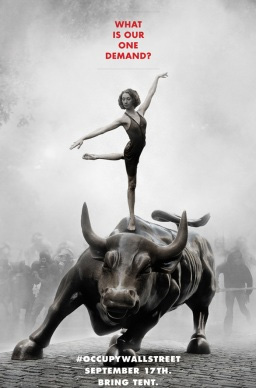 WHAT
IS OUR
ONE
DEMAND?
#OCCUPYWALLSTREET
SEPTEMBER 17TH.
BRING TENT.